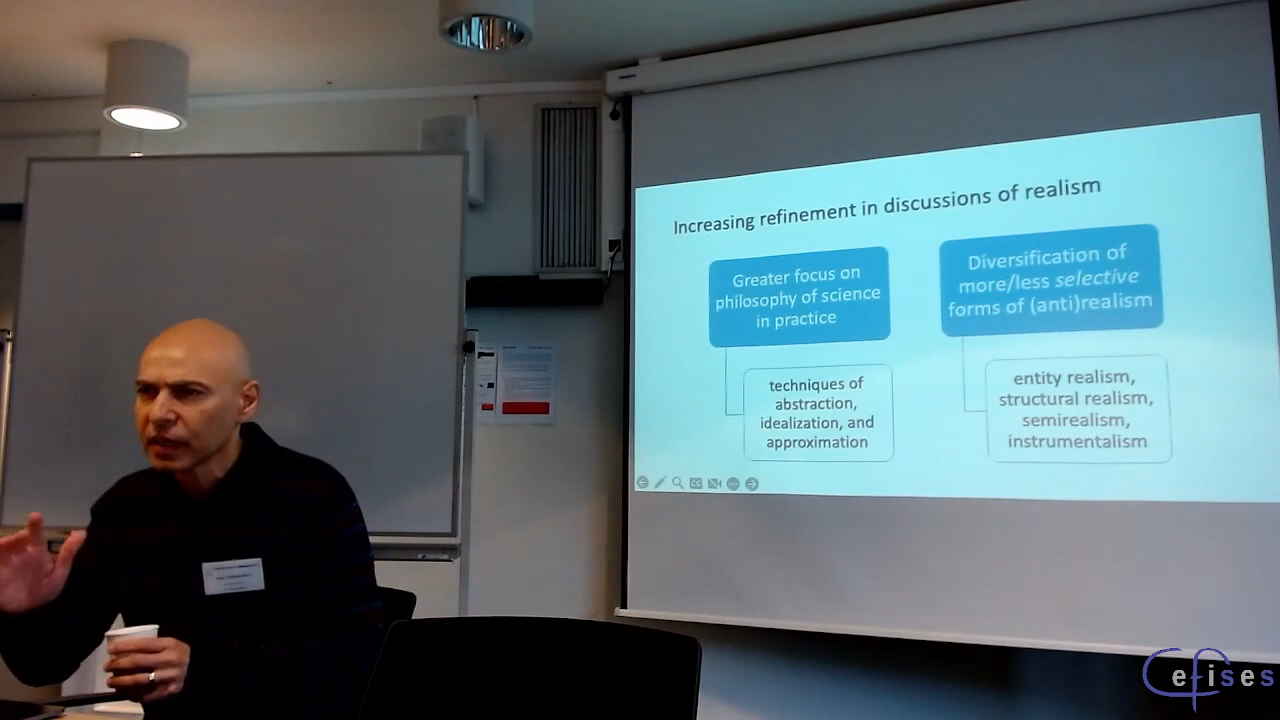 Increasing refinement in discussions of realism
Greater focus on
philosophy of science
in practice
Diversification of
more/less selective
forms of (anti)realism
techniques of
abstraction,
idealization, and
approximation
entity realism,
structural realism,
semirealism,
instrumentalism
Cefises